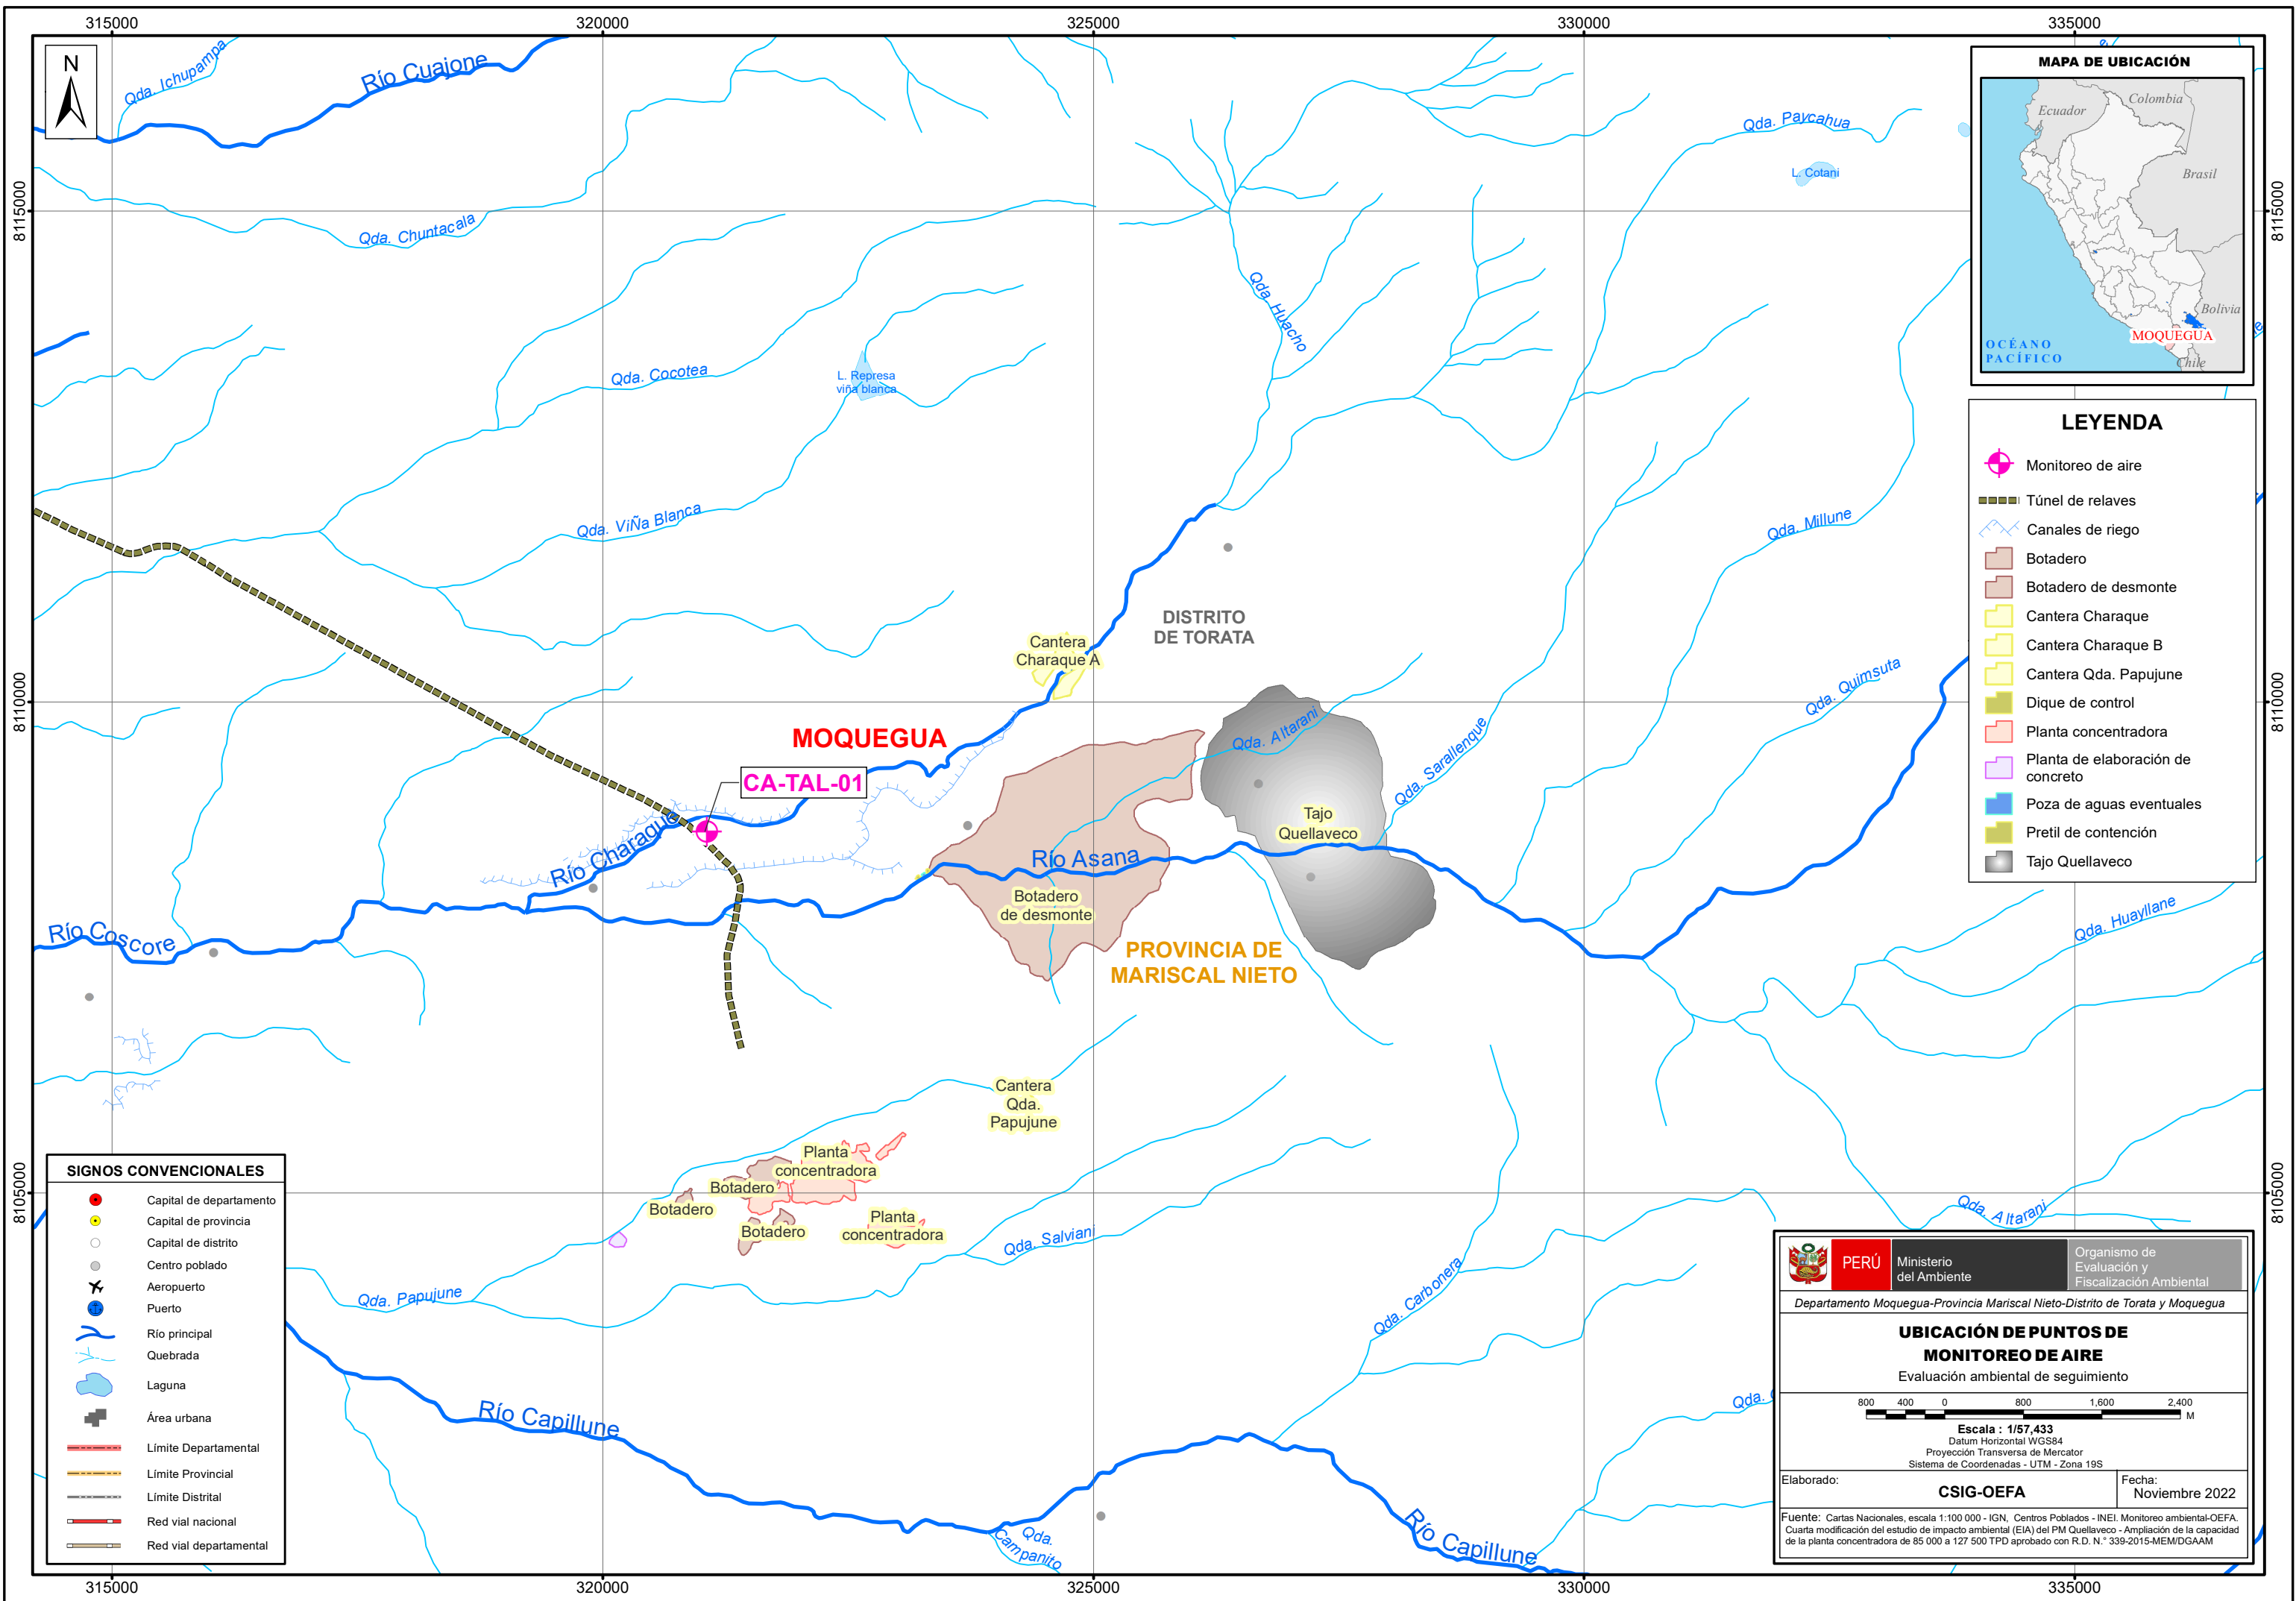 315000
320000
325000
330000
335000
8115000
8110000
8105000
8115000
8110000
8105000
315000
320000
325000
330000
335000
N
Qda. Ichupampa
Río Cuajone
Qda. Chuntacala
Qda. Cocotea
L. Represa
viña blanca
Qda. ViÑa Blanca
Qda. Huacho
Qda. Paycahua
L. Cotani
Qda. Millune
Qda. Quimsuta
DISTRITO
DE TORATA
Cantera
Charaque A
MOQUEGUA
CA-TAL-01
Río Charaque
Qda. Altarani
Qda. Sarallenque
Tajo
Quellaveco
Río Asana
Botadero
de desmonte
Río Coscore
PROVINCIA DE
MARISCAL NIETO
Qda. Huayllane
Cantera
Qda.
Papujune
Planta
concentradora
Botadero
Botadero
Botadero
Planta
concentradora
Qda. Salviani
Qda. Papujune
Qda. Carbonera
Qda. Altarani
Qda.
Río Capillune
Qda.
Campanito
Río Capillune
MAPA DE UBICACIÓN
Ecuador
Colombia
Brasil
Bolivia
MOQUEGUA
OCÉANO
PACÍFICO
Chile
LEYENDA
Monitoreo de aire
Túnel de relaves
Canales de riego
Botadero
Botadero de desmonte
Cantera Charaque
Cantera Charaque B
Cantera Qda. Papujune
Dique de control
Planta concentradora
Planta de elaboración de
concreto
Poza de aguas eventuales
Pretil de contención
Tajo Quellaveco
SIGNOS CONVENCIONALES
Capital de departamento
Capital de provincia
Capital de distrito
Centro poblado
Aeropuerto
Puerto
Río principal
Quebrada
Laguna
Área urbana
Límite Departamental
Límite Provincial
Límite Distrital
Red vial nacional
Red vial departamental
PERÚ
Ministerio
del Ambiente
Organismo de
Evaluación y
Fiscalización Ambiental
Departamento Moquegua-Provincia Mariscal Nieto-Distrito de Torata y Moquegua
UBICACIÓN DE PUNTOS DE
MONITOREO DE AIRE
Evaluación ambiental de seguimiento
800 400 0 800 1,600 2,400
M
Escala : 1/57,433
Datum Horizontal WGS84
Proyección Transversa de Mercator
Sistema de Coordenadas - UTM - Zona 19S
Elaborado:
CSIG-OEFA
Fecha:
Noviembre 2022
Fuente: Cartas Nacionales, escala 1:100 000 - IGN, Centros Poblados - INEI. Monitoreo ambiental-OEFA.
Cuarta modificación del estudio de impacto ambiental (EIA) del PM Quellaveco - Ampliación de la capacidad
de la planta concentradora de 85 000 a 127 500 TPD aprobado con R.D. N.° 339-2015-MEM/DGAAM